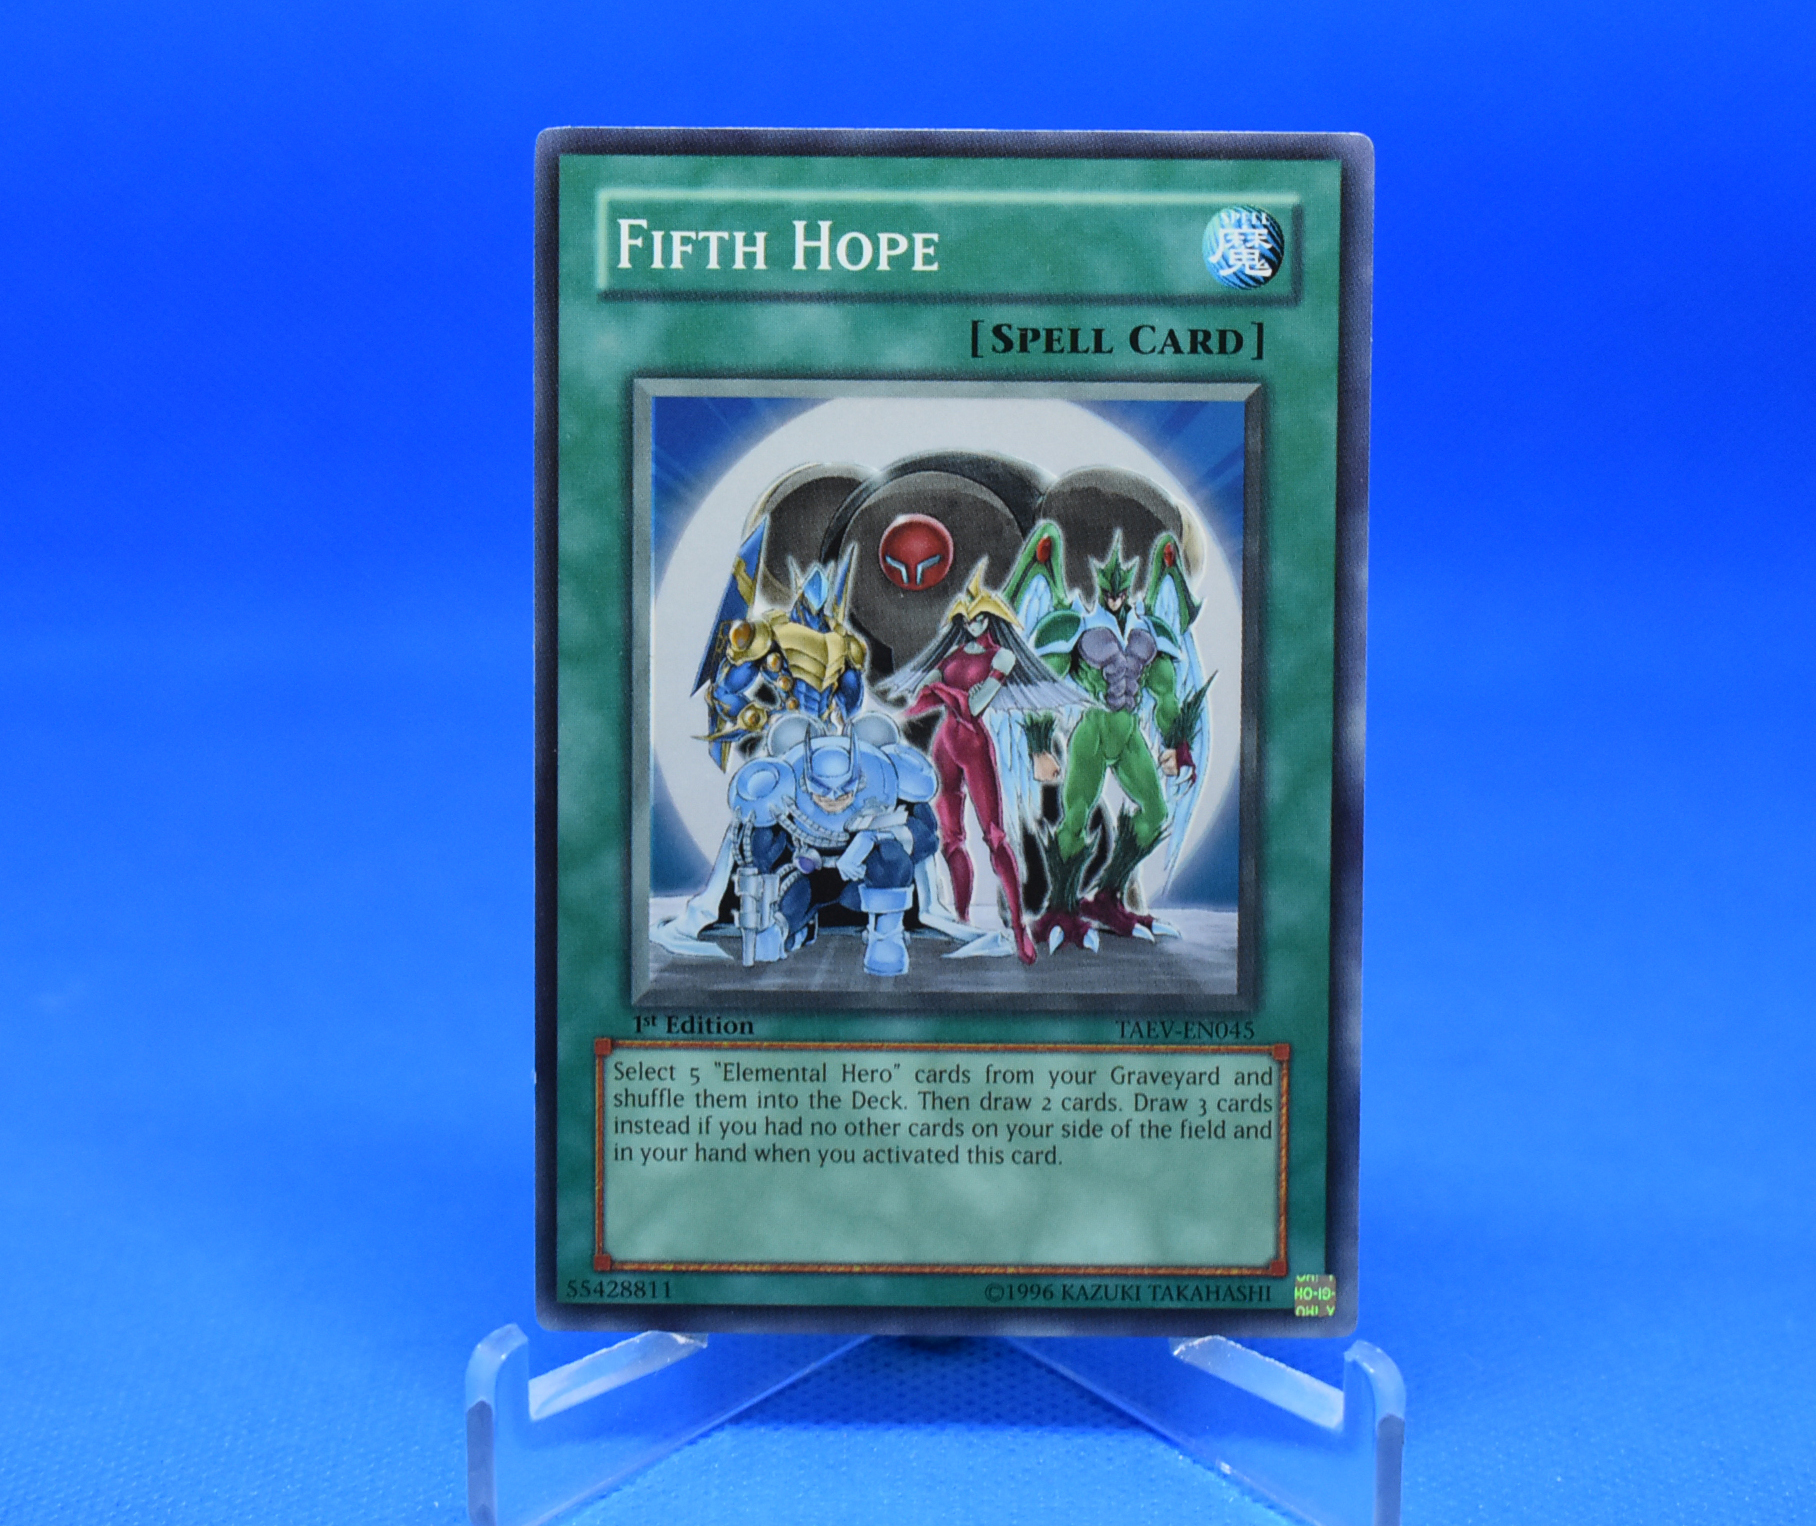 FIFTH HOPE
SPELL
魔
[SPELL CARD]
1st Edition
TAEV-EN045
Select 5 "Elemental Hero" cards from your Graveyard and
shuffle them into the Deck. Then draw 2 cards. Draw 3 cards
instead if you had no other cards on your side of the field and
in your hand when you activated this card.
55428811
©1996 KAZUKI TAKAHASHI